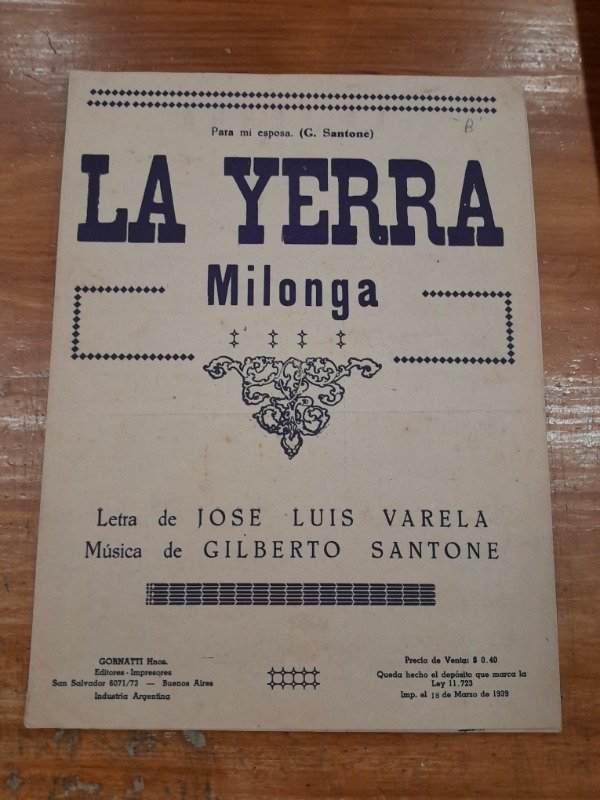 B
Para mi esposa. (G. Santone)
LA YERRA
Milonga
Letra de JOSE LUIS VARELA
Música de GILBERTO SANTONE
GORNATTI Hnos.
Editores - Impresores
San Salvador 6071/73 — Buenos Aires
Industria Argentina
Precio de Venta: $ 0.40
Queda hecho el depósito que marca la
Ley 11.723
Imp. el 18 de Marzo de 1939